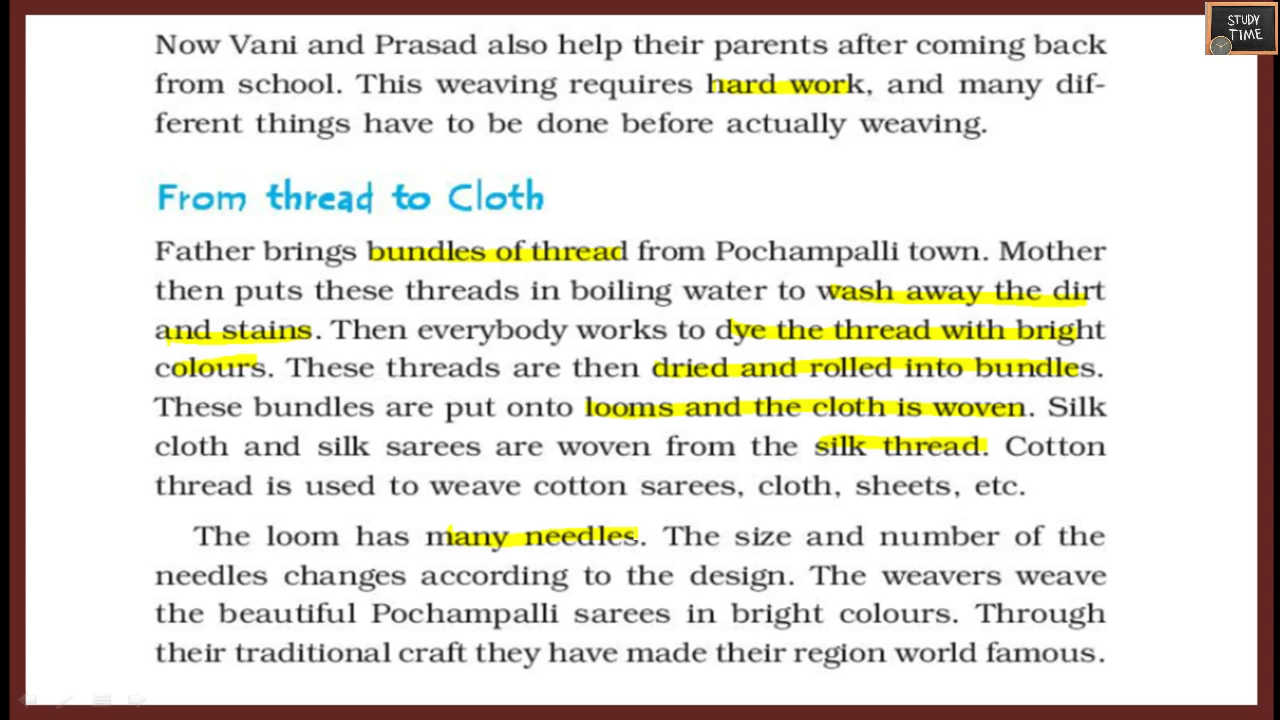 STUDY
TIME
Now Vani and Prasad also help their parents after coming back
from school. This weaving requires hard work, and many dif-
ferent things have to be done before actually weaving.
From thread to Cloth
Father brings bundles of thread from Pochampalli town. Mother
then puts these threads in boiling water to wash away the dirt
and stains. Then everybody works to dye the thread with bright
colours. These threads are then dried and rolled into bundles.
These bundles are put onto looms and the cloth is woven. Silk
cloth and silk sarees are woven from the silk thread. Cotton
thread is used to weave cotton sarees, cloth, sheets, etc.
The loom has many needles. The size and number of the
needles changes according to the design. The weavers weave
the beautiful Pochampalli sarees in bright colours. Through
their traditional craft they have made their region world famous.